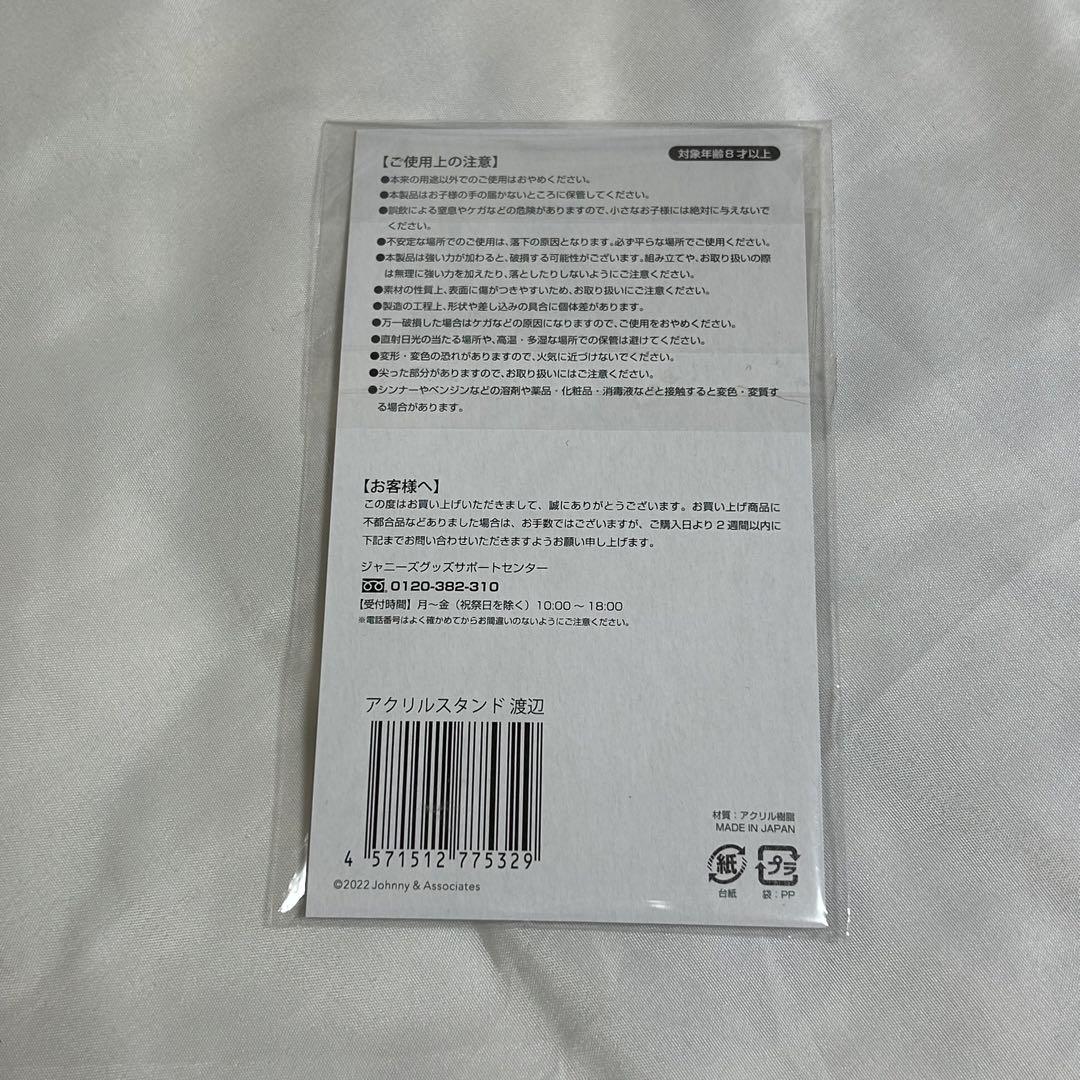 【ご使用上の注意】
対象年齢8才以上
●本来の用途以外でのご使用はおやめください。
●本製品はお子様の手の届かないところに保管してください。
●誤飲による窒息やケガなどの危険がありますので、小さなお子様には絶対に与えないで
ください。
●不安定な場所でのご使用は、落下の原因となります。必ず平らな場所でご使用ください。
●本製品は強い力が加わると、破損する可能性がございます。組み立てや、お取り扱いの際
は無理に強い力を加えたり、落としたりしないようにご注意ください。
●素材の性質上、表面に傷がつきやすいため、お取り扱いにご注意ください。
●製造の工程上、形状や差し込みの具合に個体差があります。
●万一破損した場合はケガなどの原因になりますので、ご使用をおやめください。
●直射日光の当たる場所や、高温・多湿な場所での保管は避けてください。
●変形・変色の恐れがありますので、火気に近づけないでください。
●尖った部分がありますので、お取り扱いにはご注意ください。
●シンナーやベンジンなどの溶剤や薬品・化粧品・消毒液などと接触すると変色・変質す
る場合があります。
【お客様へ】
この度はお買い上げいただきまして、誠にありがとうございます。お買い上げ商品に
不都合品などありました場合は、お手数ではございますが、ご購入日より2週間以内に
下記までお問い合わせいただきますようお願い申し上げます。
ジャニーズグッズサポートセンター
0120-382-310
【受付時間】月〜金（祝祭日を除く）10:00〜18:00
※電話番号はよく確かめてからお間違いのないようにご注意ください。
アクリルスタンド 渡辺
4 571512 775329
©2022 Johnny & Associates
材質：アクリル樹脂
MADE IN JAPAN
紙 プラ
台紙 袋：PP